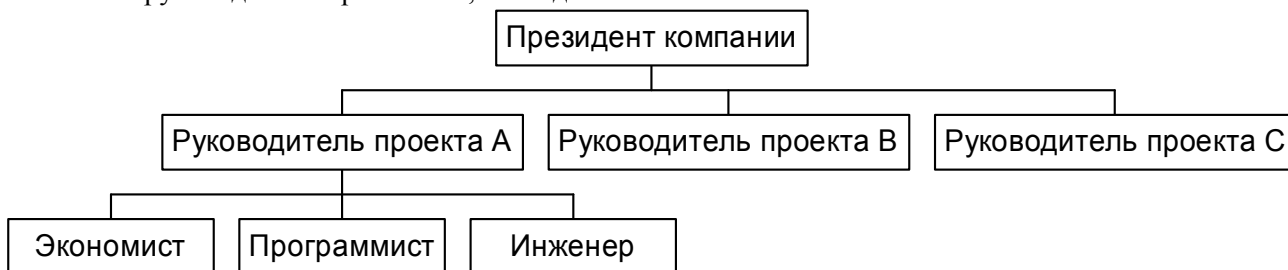 Президент компании
Руководитель проекта А Руководитель проекта В Руководитель проекта С
Экономист Программист Инженер